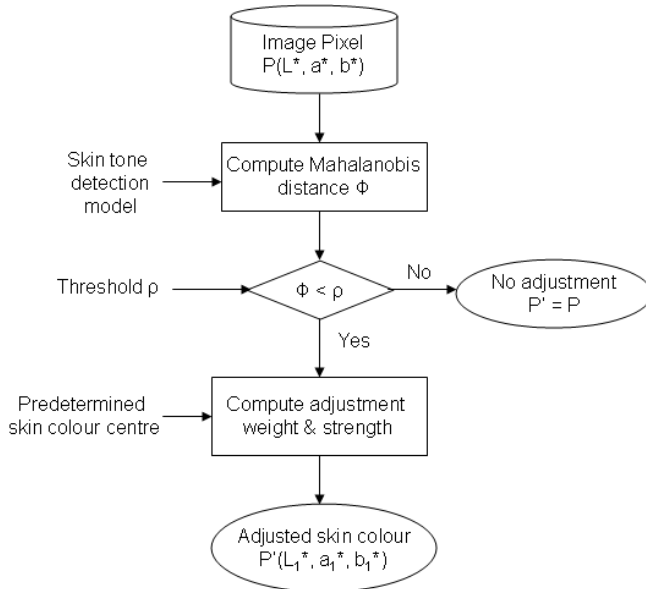 Image Pixel
P(L*, a*, b*)
Skin tone
detection
model
Compute Mahalanobis
distance Φ
Threshold ρ
Φ < ρ
No
No adjustment
P' = P
Yes
Predetermined
skin colour centre
Compute adjustment
weight & strength
Adjusted skin colour
P'(L₁*, a₁*, b₁*)